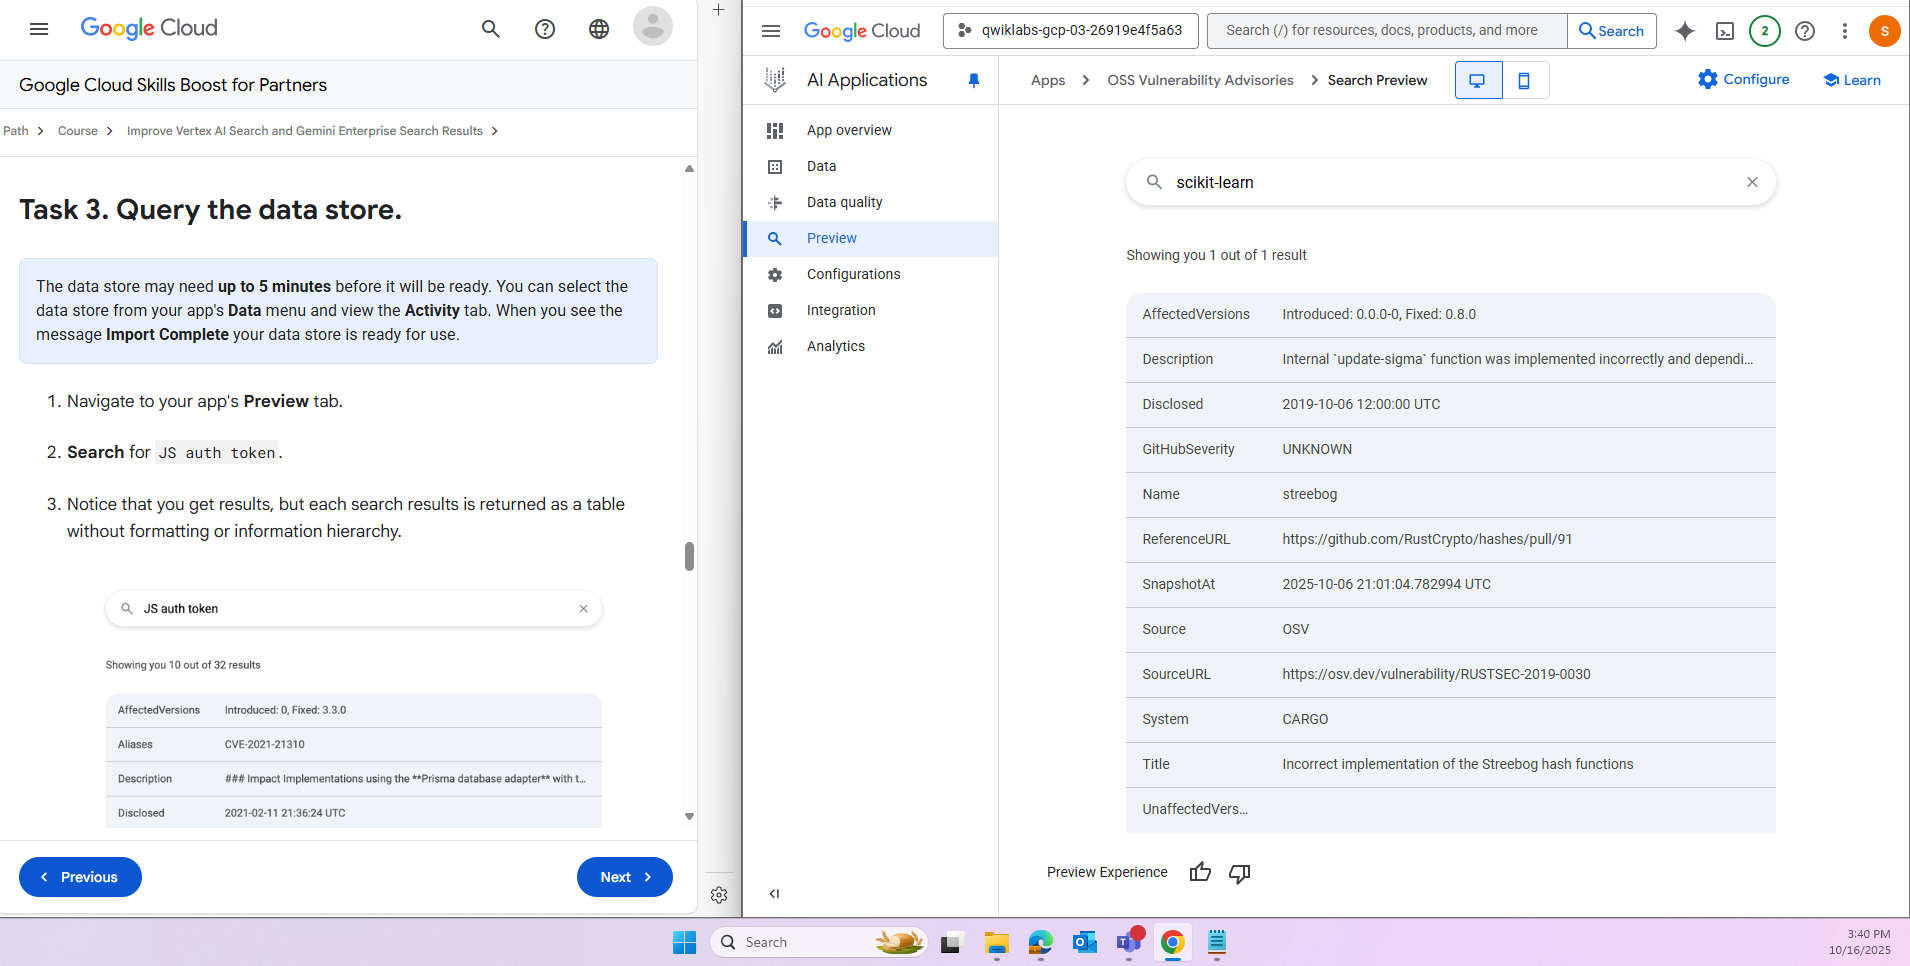 Google Cloud
Google Cloud Skills Boost for Partners
Path > Course > Improve Vertex AI Search and Gemini Enterprise Search Results >
Task 3. Query the data store.
The data store may need up to 5 minutes before it will be ready. You can select the
data store from your app's Data menu and view the Activity tab. When you see the
message Import Complete your data store is ready for use.
1. Navigate to your app's Preview tab.
2. Search for JS auth token.
3. Notice that you get results, but each search results is returned as a table
without formatting or information hierarchy.
JS auth token
Showing you 10 out of 32 results
AffectedVersions Introduced: 0, Fixed: 3.3.0
Aliases CVE-2021-21310
Description ### Impact Implementations using the **Prisma database adapter** with t...
Disclosed 2021-02-11 21:36:24 UTC
Previous
Next
Google Cloud
qwiklabs-gcp-03-26919e4f5a63
Search (/) for resources, docs, products, and more
Search
2
S
AI Applications
Apps > OSS Vulnerability Advisories > Search Preview
Configure
Learn
App overview
Data
Data quality
Preview
Configurations
Integration
Analytics
scikit-learn
Showing you 1 out of 1 result
AffectedVersions Introduced: 0.0.0-0, Fixed: 0.8.0
Description Internal `update-sigma` function was implemented incorrectly and dependi...
Disclosed 2019-10-06 12:00:00 UTC
GitHubSeverity UNKNOWN
Name streebog
ReferenceURL https://github.com/RustCrypto/hashes/pull/91
SnapshotAt 2025-10-06 21:01:04.782994 UTC
Source OSV
SourceURL https://osv.dev/vulnerability/RUSTSEC-2019-0030
System CARGO
Title Incorrect implementation of the Streebog hash functions
UnaffectedVers...
Preview Experience
Search
3:40 PM
10/16/2025